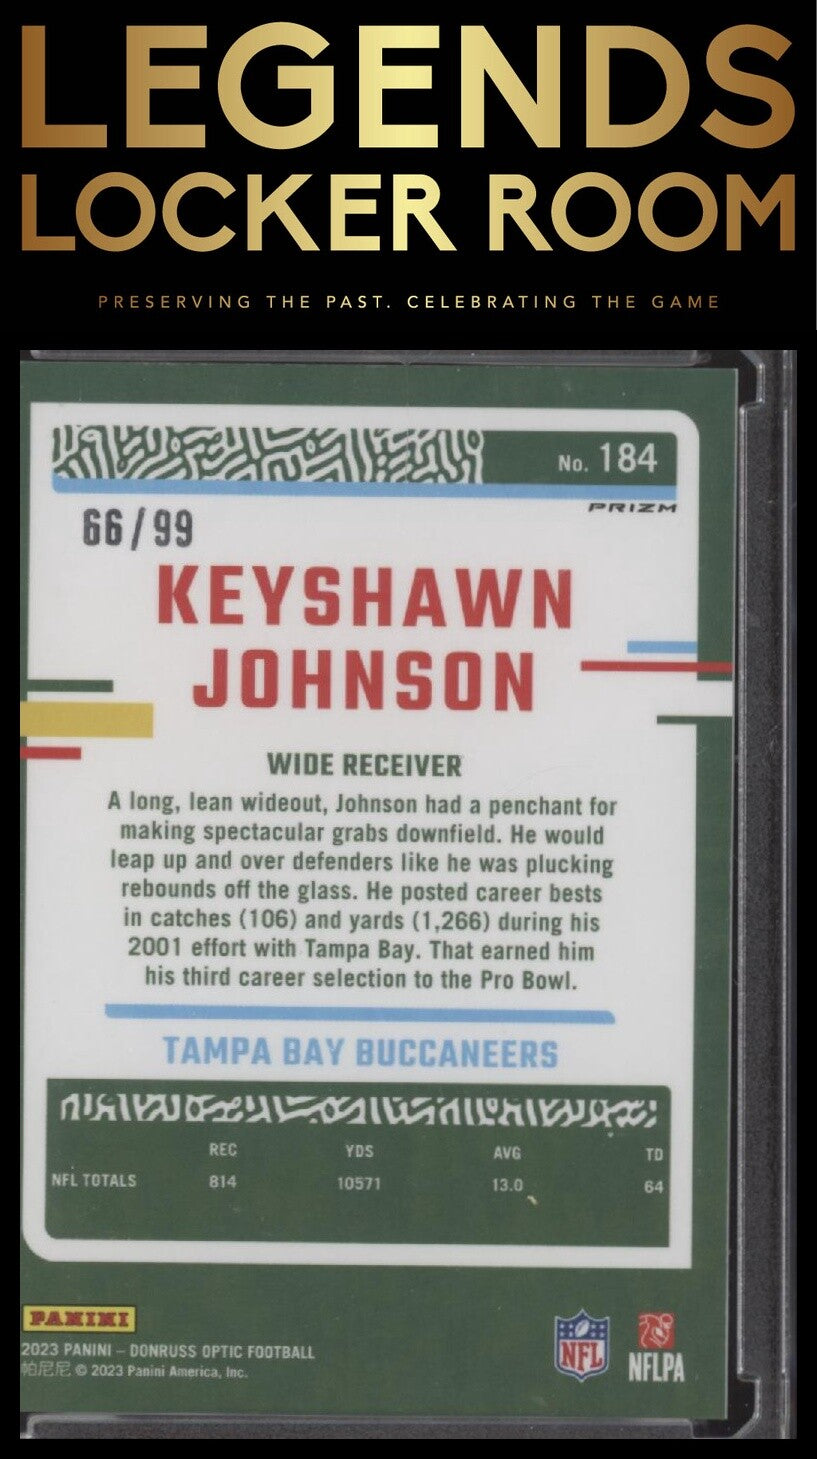 LEGENDS
LOCKER ROOM
PRESERVING THE PAST. CELEBRATING THE GAME
No. 184
PRIZM
66/99
KEYSHAWN
JOHNSON
WIDE RECEIVER
A long, lean wideout, Johnson had a penchant for
making spectacular grabs downfield. He would
leap up and over defenders like he was plucking
rebounds off the glass. He posted career bests
in catches (106) and yards (1,266) during his
2001 effort with Tampa Bay. That earned him
his third career selection to the Pro Bowl.
TAMPA BAY BUCCANEERS
REC YDS AVG TD
NFL TOTALS 814 10571 13.0 64
PANINI
2023 PANINI – DONRUSS OPTIC FOOTBALL
帕尼尼 © 2023 Panini America, Inc.
NFL
NFLPA